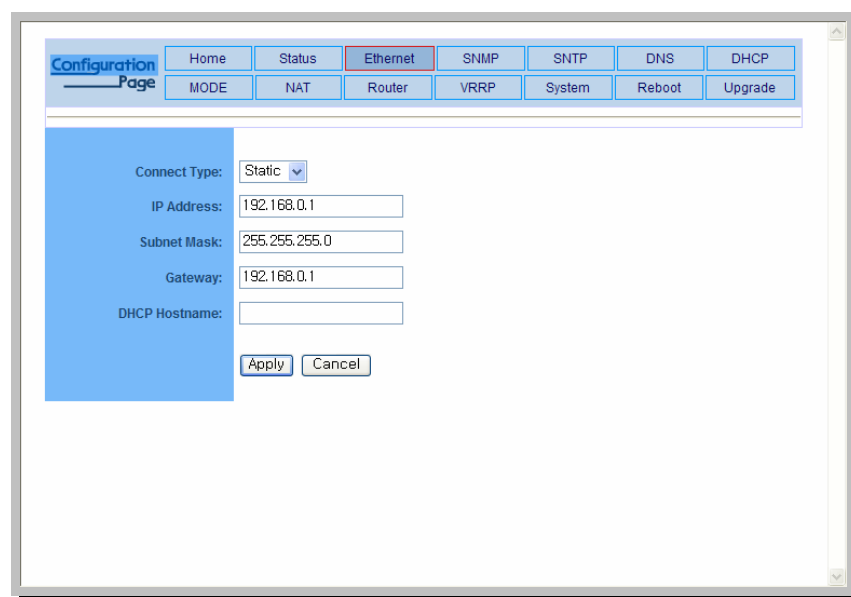 Configuration Page
Home Status Ethernet SNMP SNTP DNS DHCP
MODE NAT Router VRRP System Reboot Upgrade
Connect Type: Static
IP Address: 192.168.0.1
Subnet Mask: 255.255.255.0
Gateway: 192.168.0.1
DHCP Hostname:
Apply Cancel